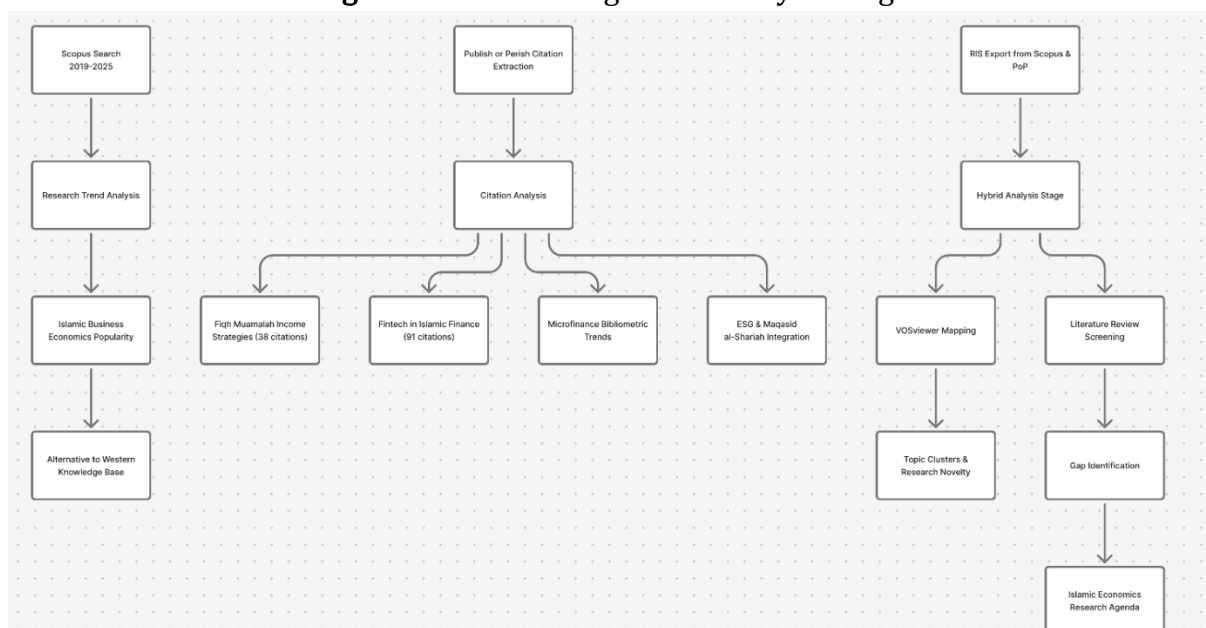 Scopus Search
2019-2025
Publish or Perish Citation
Extraction
RIS Export from Scopus &
PoP
Research Trend Analysis
Citation Analysis
Hybrid Analysis Stage
Islamic Business
Economics Popularity
Fiqh Muamalah Income
Strategies (38 citations)
Fintech in Islamic Finance
(91 citations)
Microfinance Bibliometric
Trends
ESG & Maqasid
al-Shariah Integration
VOSviewer Mapping
Literature Review
Screening
Alternative to Western
Knowledge Base
Topic Clusters &
Research Novelty
Gap Identification
Islamic Economics
Research Agenda